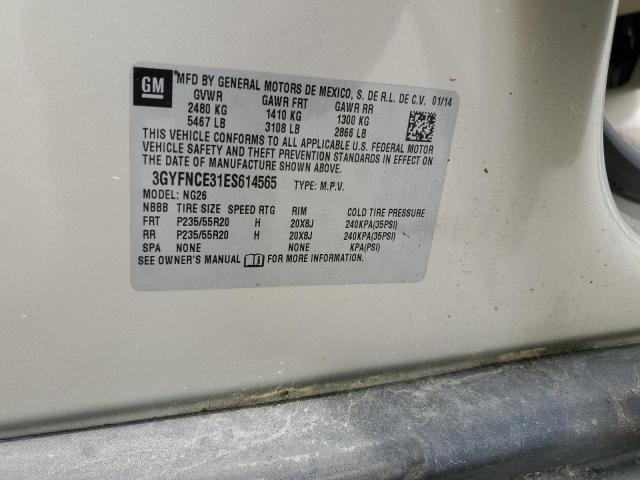 GM MFD BY GENERAL MOTORS DE MEXICO, S. DE R.L. DE C.V. 01/14
GVWR GAWR FRT GAWR RR
2480 KG 1410 KG 1300 KG
5467 LB 3108 LB 2866 LB
THIS VEHICLE CONFORMS TO ALL APPLICABLE U.S. FEDERAL MOTOR
VEHICLE SAFETY AND THEFT PREVENTION STANDARDS IN EFFECT
ON THE DATE OF MANUFACTURE SHOWN ABOVE.
3GYFNCE31ES614565 TYPE: M.P.V.
MODEL: NG26
NBBB TIRE SIZE SPEED RTG RIM COLD TIRE PRESSURE
FRT P235/55R20 H 20X8J 240KPA(35PSI)
RR P235/55R20 H 20X8J 240KPA(35PSI)
SPA NONE NONE KPA(PSI)
SEE OWNER'S MANUAL FOR MORE INFORMATION.